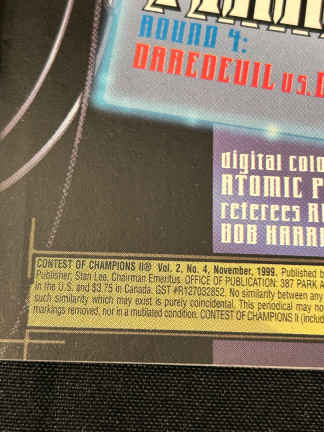 ROUND 4:
DAREDEVIL vs.
digital colo
ATOMIC P
referees
BOB HARR
CONTEST OF CHAMPIONS II® Vol. 2, No. 4, November, 1999. Published b
Publisher; Stan Lee, Chairman Emeritus. OFFICE OF PUBLICATION: 387 PARK A
in the U.S. and $3.75 in Canada. GST #R127032852. No similarity between any
such similarity which may exist is purely coincidental. This periodical may no
markings removed, nor in a mutilated condition. CONTEST OF CHAMPIONS II (includ